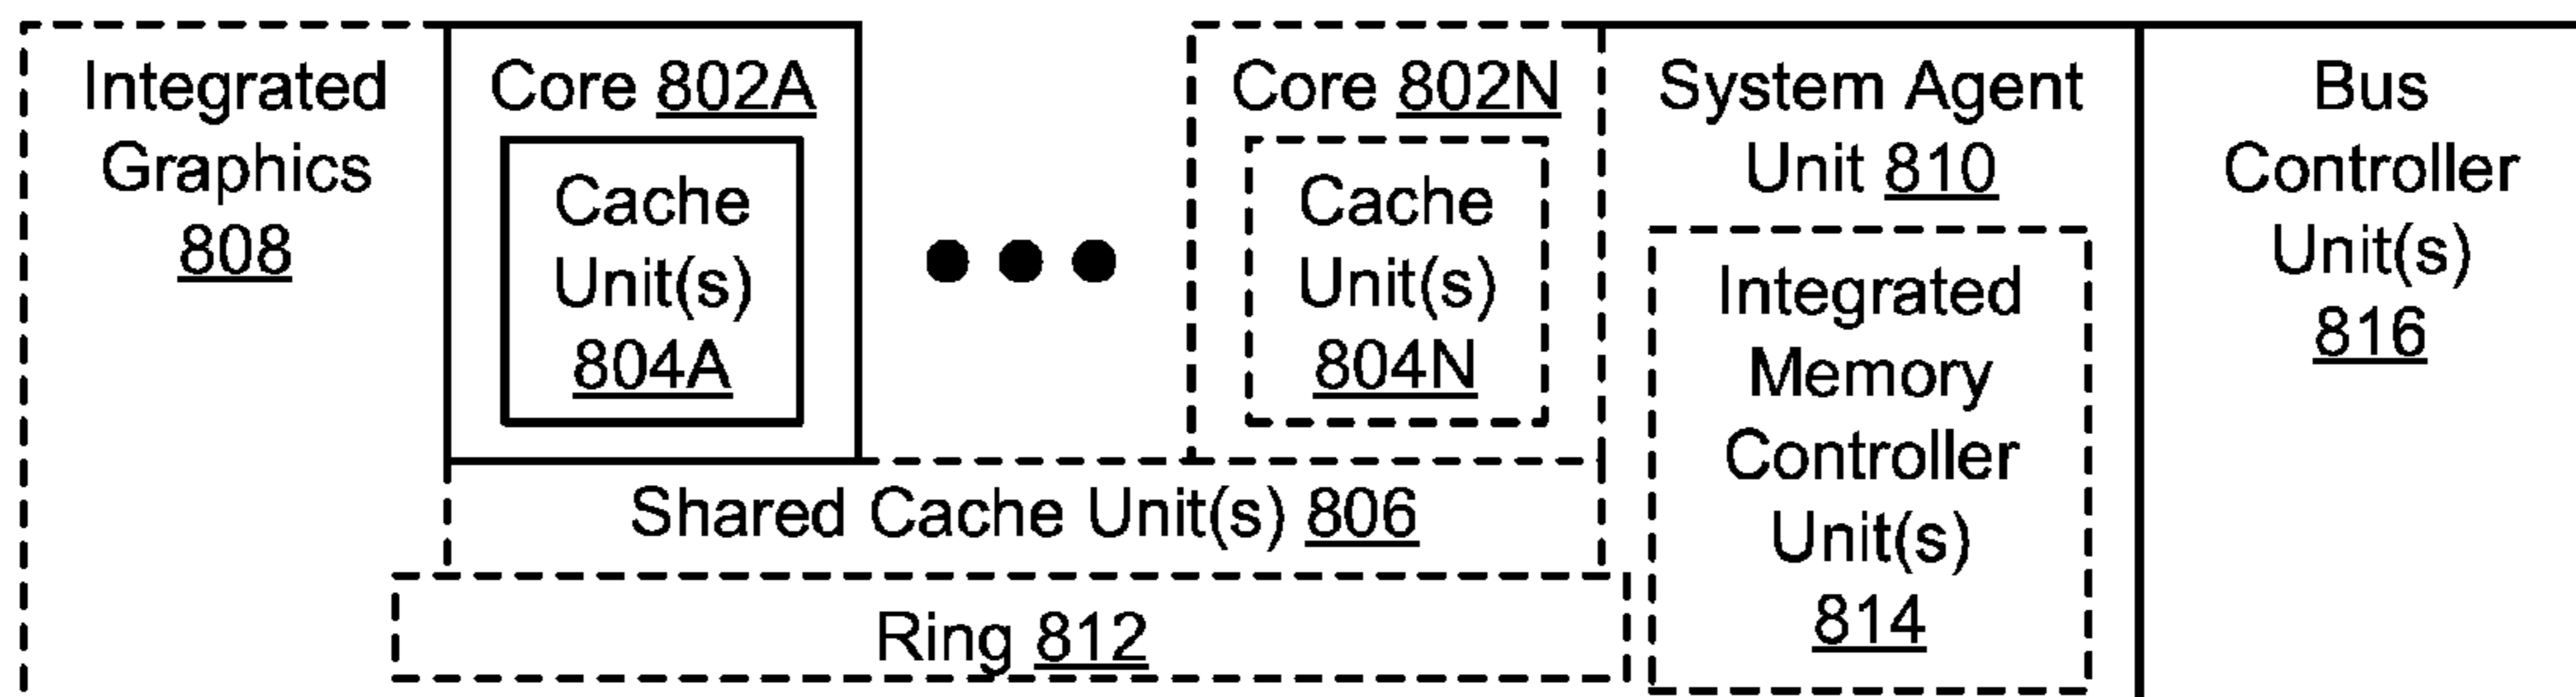 Integrated
Graphics
808
Core 802A
Cache
Unit(s)
804A
Core 802N
Cache
Unit(s)
804N
Shared Cache Unit(s) 806
Ring 812
System Agent
Unit 810
Integrated
Memory
Controller
Unit(s)
814
Bus
Controller
Unit(s)
816